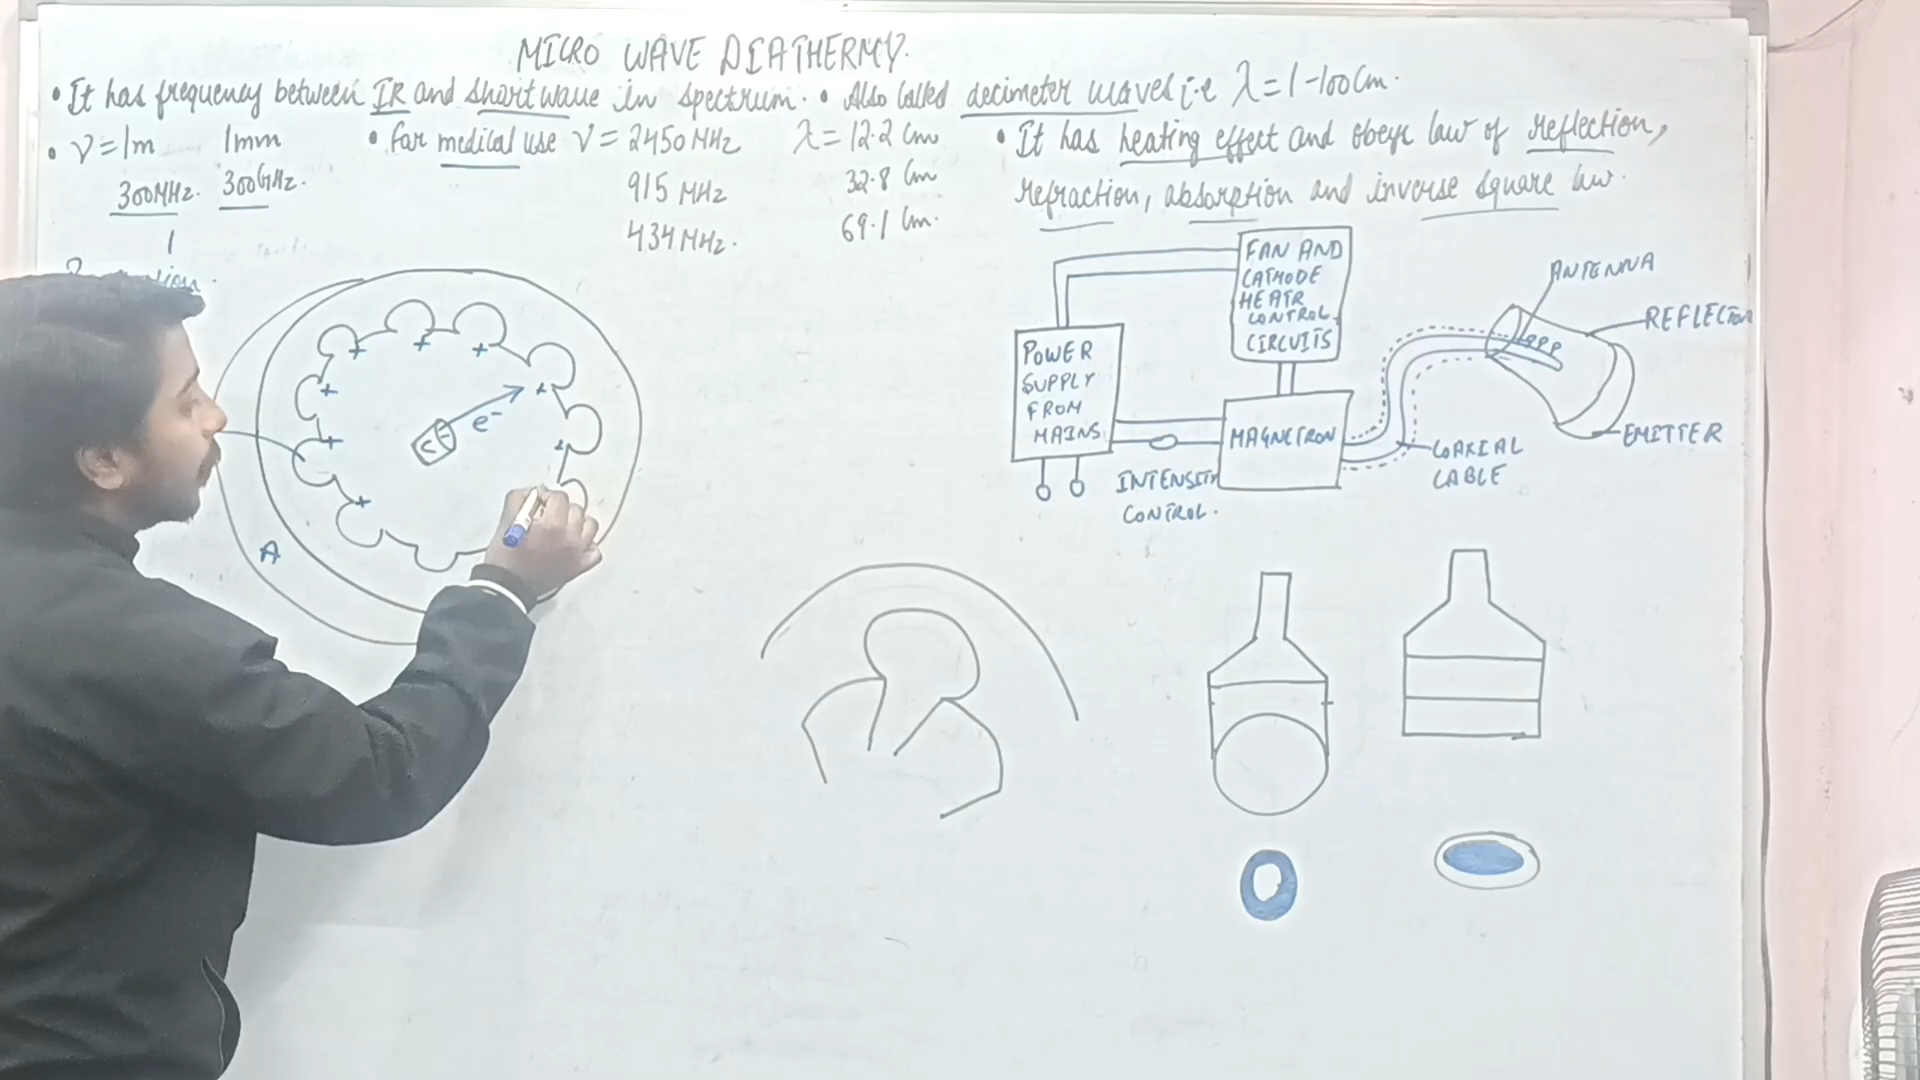 MICRO WAVE DIATHERMY.
• It has frequency between IR and short wave in spectrum. • Also Called decimeter waves i.e λ = 1-100 Cm.
• ν = 1m 1mm
300MHz. 300GHz.
• For medical use ν = 2450 MHz λ = 12.2 Cm
915 MHz 32.8 Cm
434 MHz. 69.1 Cm.
• It has heating effect and obeys law of reflection,
refraction, absorption and inverse square law.
+ + + + + + + + +
C -
e-
A
POWER
SUPPLY
FROM
MAINS
FAN AND
CATHODE
HEATR
CONTROL
CIRCUITS
MAGNETRON
INTENSITY
CONTROL.
ANTENNA
REFLECTOR
EMITTER
COAXIAL
CABLE